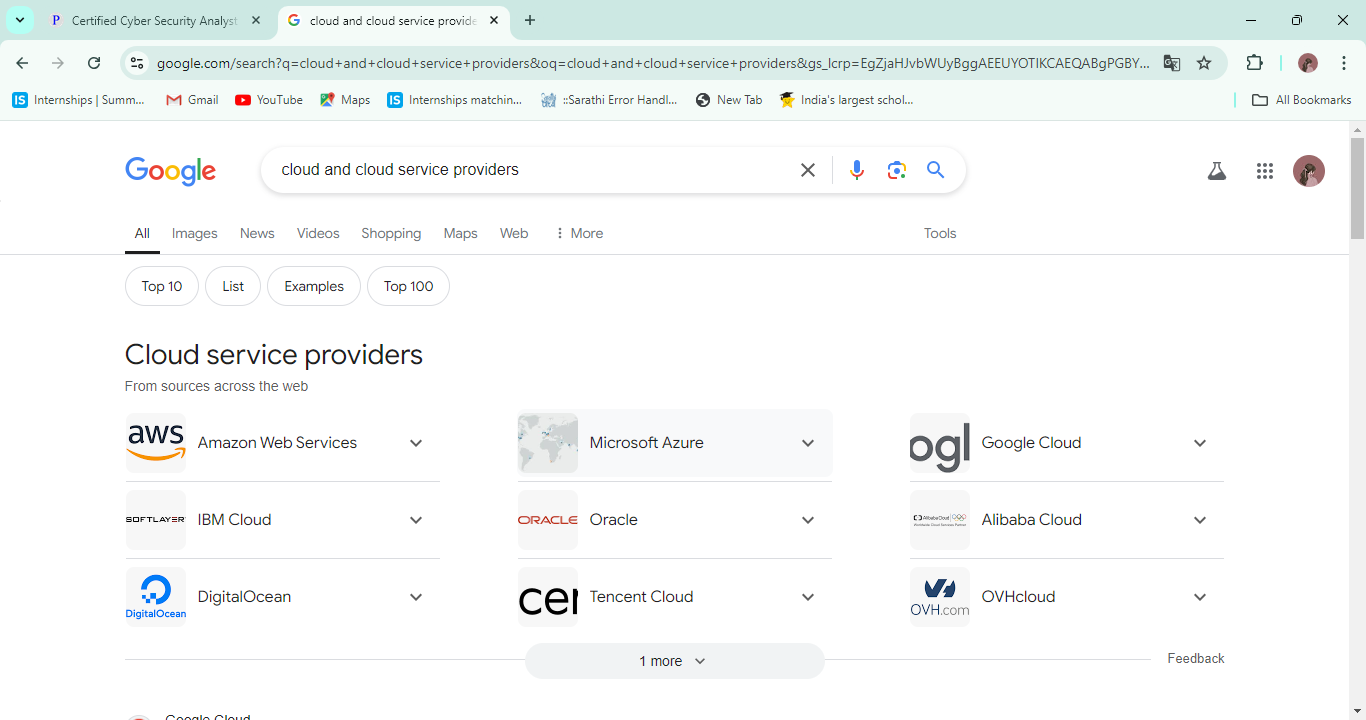 Certified Cyber Security Analyst
cloud and cloud service provide
google.com/search?q=cloud+and+cloud+service+providers&oq=cloud+and+cloud+service+providers&gs_lcrp=EgZjaHJvbWUyBggAEEUYOTIKCAEQABgPGBY...
IS Internships | Summ... Gmail YouTube Maps IS Internships matchin... ::Sarathi Error Handl... New Tab India's largest schol... All Bookmarks
Google cloud and cloud service providers
All Images News Videos Shopping Maps Web More Tools
Top 10 List Examples Top 100
Cloud service providers
From sources across the web
aws Amazon Web Services Microsoft Azure ogl Google Cloud
SOFTLAYER IBM Cloud ORACLE Oracle Alibaba Cloud Alibaba Cloud
DigitalOcean DigitalOcean cer Tencent Cloud OVH.com OVHcloud
1 more Feedback
Google Cloud